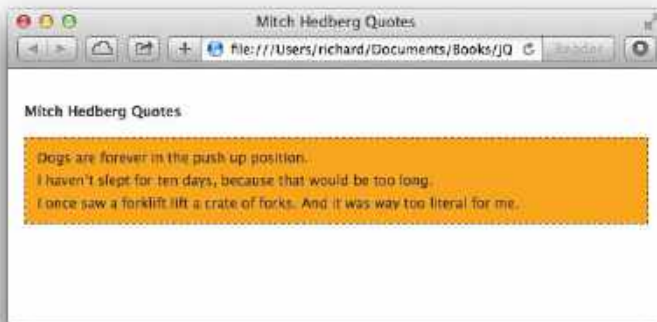 Mitch Hedberg Quotes
file:///Users/richard/Documents/Books/JQ
Reader
Mitch Hedberg Quotes
Dogs are forever in the push up position.
I haven't slept for ten days, because that would be too long.
I once saw a forklift lift a crate of forks. And it was way too literal for me.